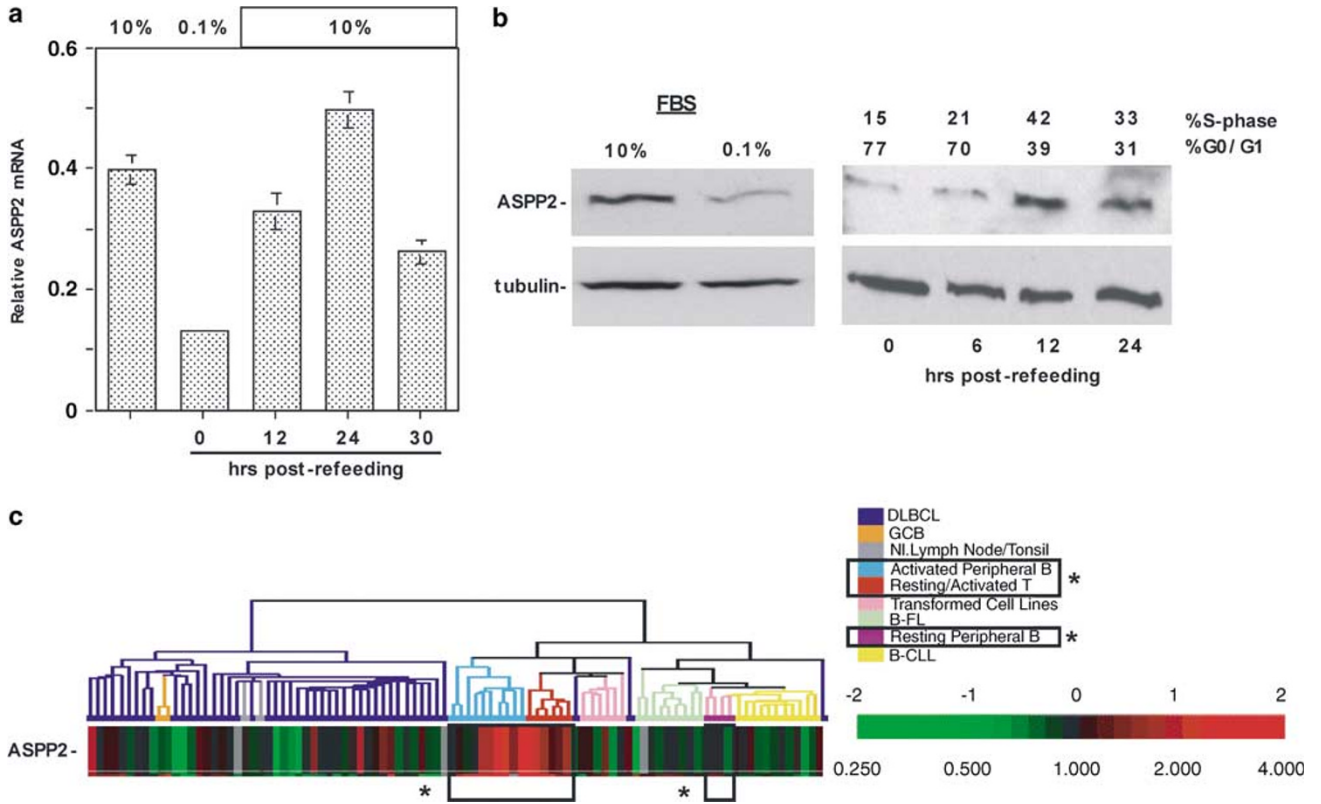 a
10% 0.1% 10%
0.6
0.4
0.2
0
Relative ASPP2 mRNA
0 12 24 30
hrs post-refeeding
b
FBS
10% 0.1%
15 21 42 33 %S-phase
77 70 39 31 %G0/ G1
ASPP2-
tubulin-
0 6 12 24
hrs post-refeeding
c
DLBCL
GCB
Nl.Lymph Node/Tonsil
Activated Peripheral B
Resting/Activated T
*
Transformed Cell Lines
B-FL
Resting Peripheral B *
B-CLL
-2 -1 0 1 2
0.250 0.500 1.000 2.000 4.000
ASPP2-
* *